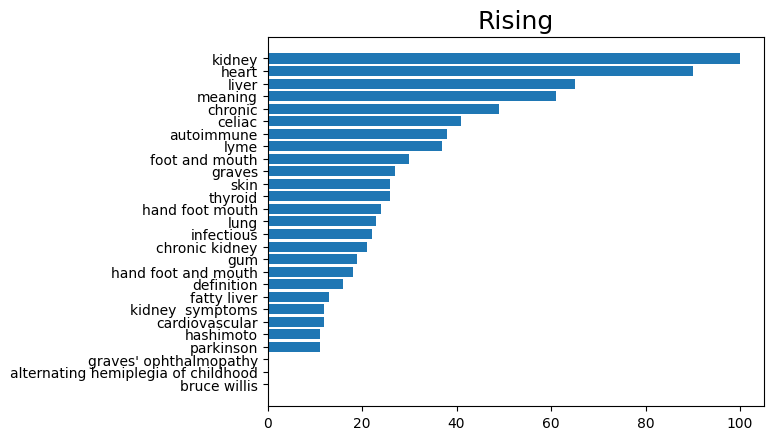 Rising
kidney
heart
liver
meaning
chronic
celiac
autoimmune
lyme
foot and mouth
graves
skin
thyroid
hand foot mouth
lung
infectious
chronic kidney
gum
hand foot and mouth
definition
fatty liver
kidney  symptoms
cardiovascular
hashimoto
parkinson
graves' ophthalmopathy
alternating hemiplegia of childhood
bruce willis
0 20 40 60 80 100